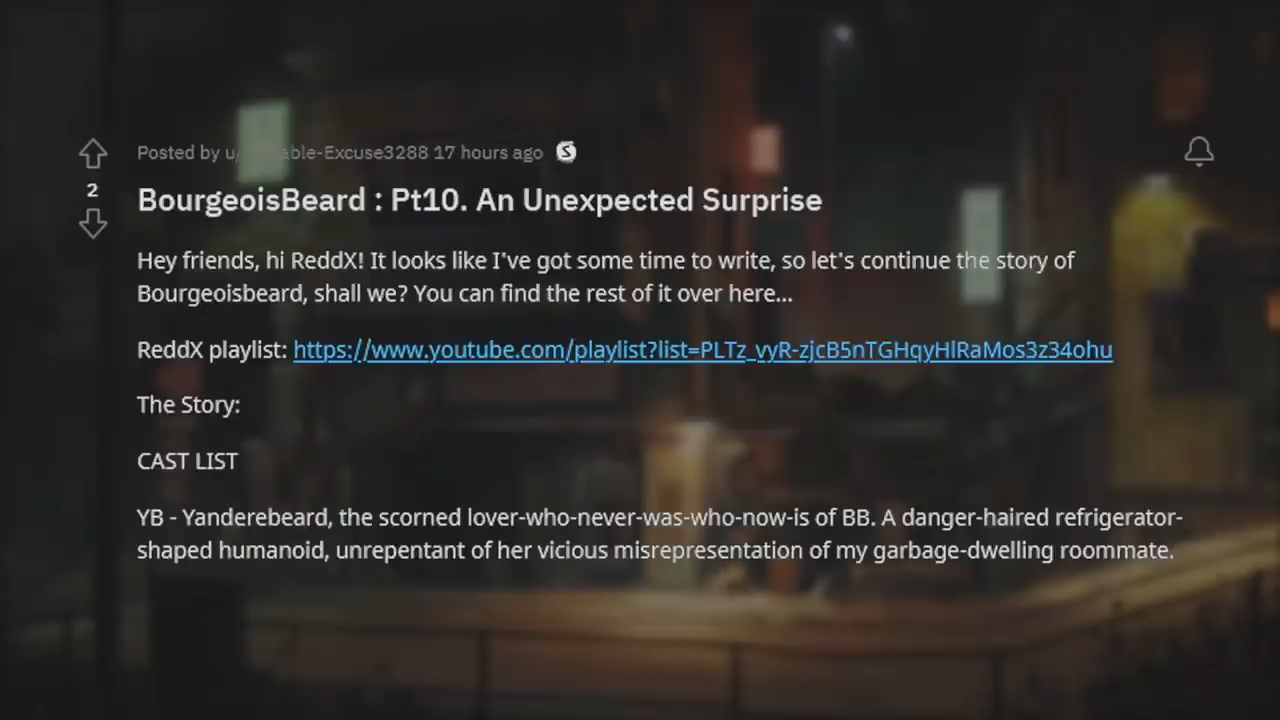 Posted by u/ able-Excuse3288 17 hours ago
2
BourgeoisBeard : Pt10. An Unexpected Surprise
Hey friends, hi ReddX! It looks like I've got some time to write, so let's continue the story of
Bourgeoisbeard, shall we? You can find the rest of it over here...
ReddX playlist: https://www.youtube.com/playlist?list=PLTz_vyR-zjcB5nTGHqyHlRaMos3z34ohu
The Story:
CAST LIST
YB - Yanderebeard, the scorned lover-who-never-was-who-now-is of BB. A danger-haired refrigerator-
shaped humanoid, unrepentant of her vicious misrepresentation of my garbage-dwelling roommate.